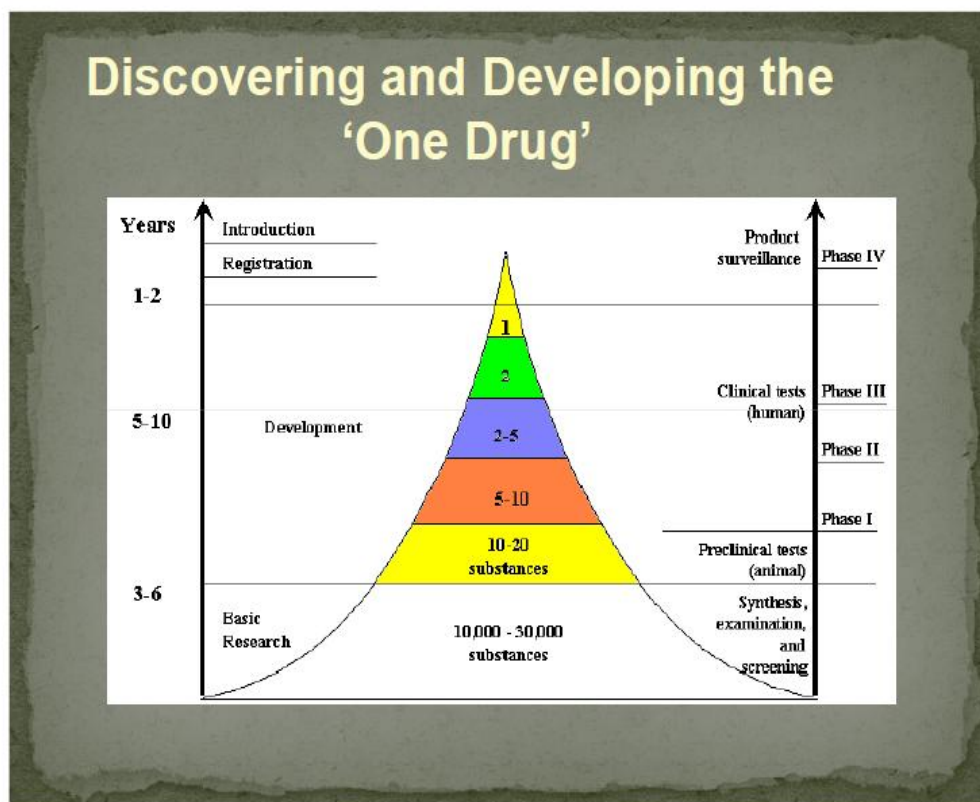 Discovering and Developing the
‘One Drug’
Years
Introduction
Registration
1-2
5-10
Development
3-6
Basic
Research
1
2
2-5
5-10
10-20
substances
10,000 - 30,000
substances
Product
surveillance
Phase IV
Clinical tests
(human)
Phase III
Phase II
Phase I
Preclinical tests
(animal)
Synthesis,
examination,
and
screening